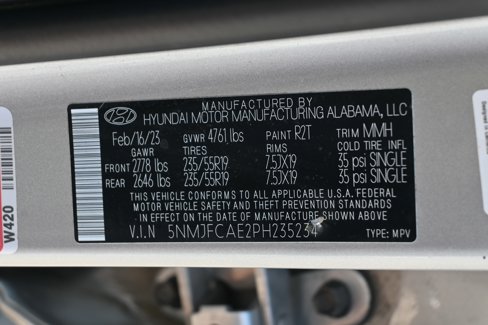 MANUFACTURED BY
HYUNDAI MOTOR MANUFACTURING ALABAMA, LLC
Feb/16/23 GVWR 4761 lbs PAINT R2T TRIM MMH
GAWR TIRES RIMS COLD TIRE INFL
FRONT 2778 lbs 235/55R19 7.5JX19 35 psi SINGLE
REAR 2646 lbs 235/55R19 7.5JX19 35 psi SINGLE
THIS VEHICLE CONFORMS TO ALL APPLICABLE U.S.A. FEDERAL
MOTOR VEHICLE SAFETY AND THEFT PREVENTION STANDARDS
IN EFFECT ON THE DATE OF MANUFACTURE SHOWN ABOVE
V.I.N 5NMJFCAE2PH235234 TYPE: MPV
W420